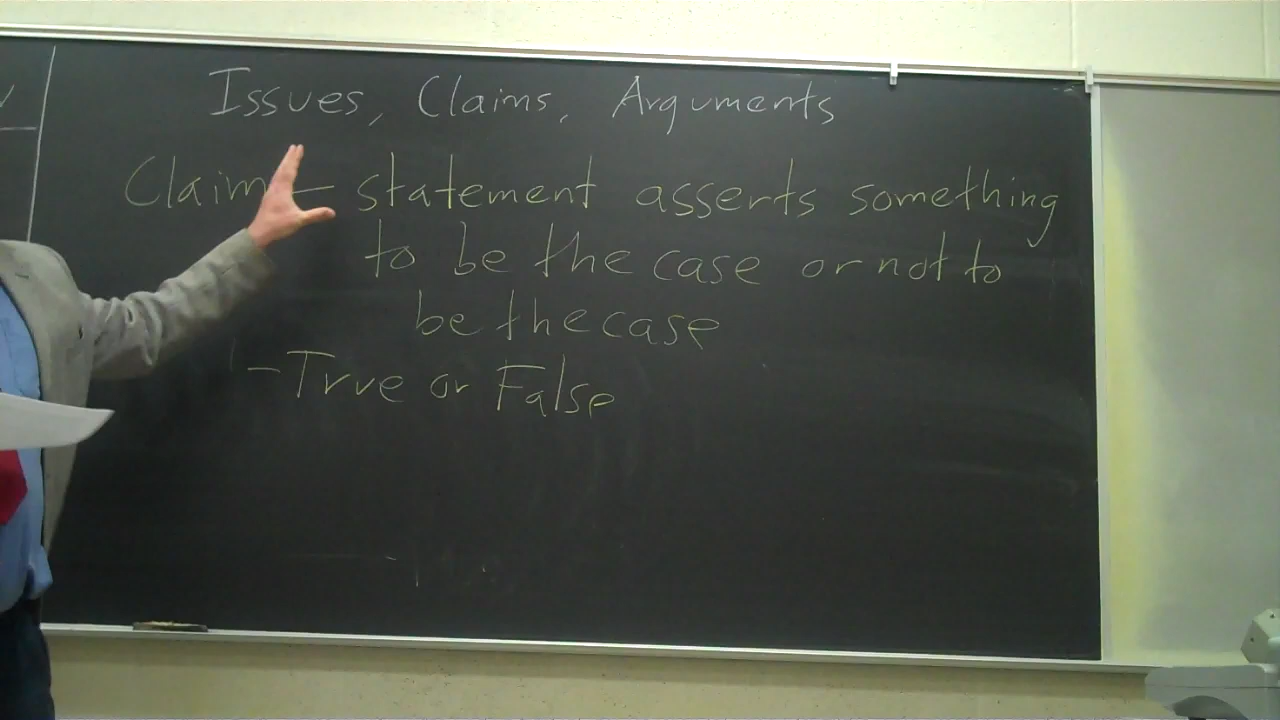 Issues, Claims, Arguments
Claim - statement asserts something
to be the case or not to
be the case
- True or False